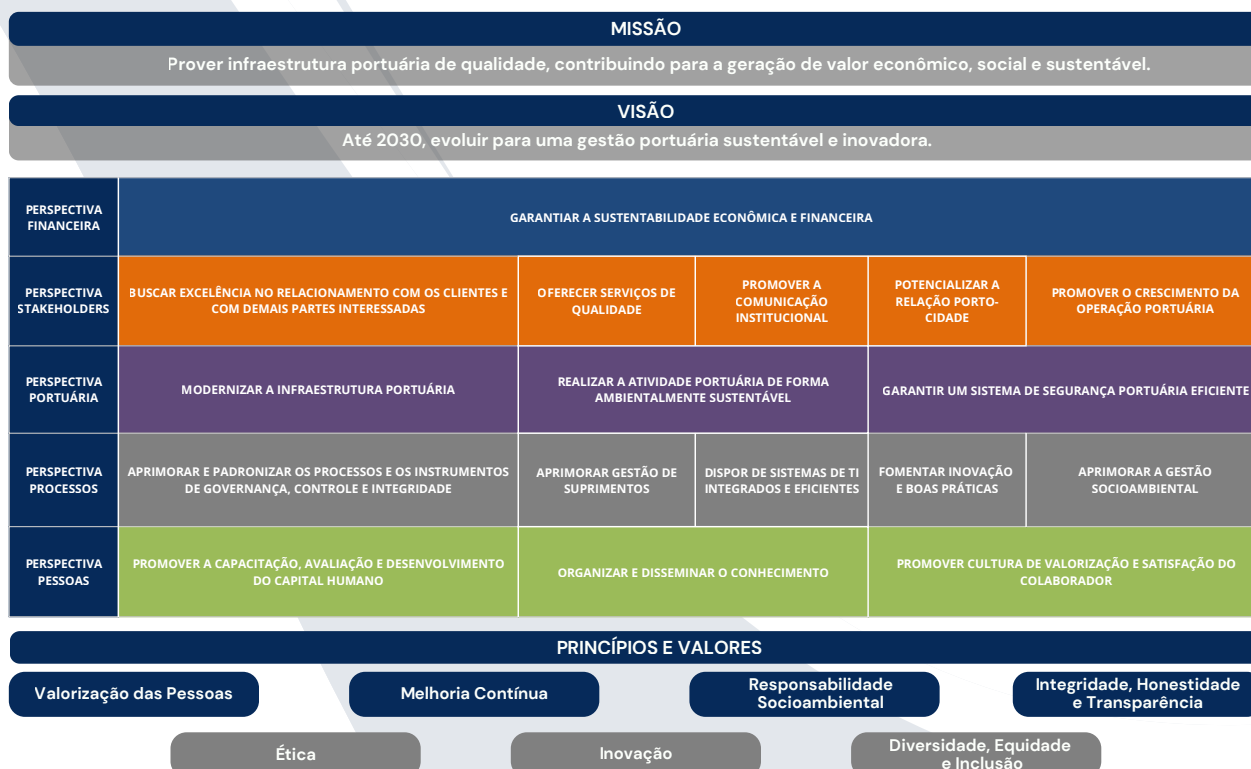 MISSÃO
Prover infraestrutura portuária de qualidade, contribuindo para a geração de valor econômico, social e sustentável.
VISÃO
Até 2030, evoluir para uma gestão portuária sustentável e inovadora.
PERSPECTIVA
FINANCEIRA
GARANTIAR A SUSTENTABILIDADE ECONÔMICA E FINANCEIRA
PERSPECTIVA
STAKEHOLDERS
BUSCAR EXCELÊNCIA NO RELACIONAMENTO COM OS CLIENTES E
COM DEMAIS PARTES INTERESSADAS
OFERECER SERVIÇOS DE
QUALIDADE
PROMOVER A
COMUNICAÇÃO
INSTITUCIONAL
POTENCIALIZAR A
RELAÇÃO PORTO-
CIDADE
PROMOVER O CRESCIMENTO DA
OPERAÇÃO PORTUÁRIA
PERSPECTIVA
PORTUÁRIA
MODERNIZAR A INFRAESTRUTURA PORTUÁRIA
REALIZAR A ATIVIDADE PORTUÁRIA DE FORMA
AMBIENTALMENTE SUSTENTÁVEL
GARANTIR UM SISTEMA DE SEGURANÇA PORTUÁRIA EFICIENTE
PERSPECTIVA
PROCESSOS
APRIMORAR E PADRONIZAR OS PROCESSOS E OS INSTRUMENTOS
DE GOVERNANÇA, CONTROLE E INTEGRIDADE
APRIMORAR GESTÃO DE
SUPRIMENTOS
DISPOR DE SISTEMAS DE TI
INTEGRADOS E EFICIENTES
FOMENTAR INOVAÇÃO
E BOAS PRÁTICAS
APRIMORAR A GESTÃO
SOCIOAMBIENTAL
PERSPECTIVA
PESSOAS
PROMOVER A CAPACITAÇÃO, AVALIAÇÃO E DESENVOLVIMENTO
DO CAPITAL HUMANO
ORGANIZAR E DISSEMINAR O CONHECIMENTO
PROMOVER CULTURA DE VALORIZAÇÃO E SATISFAÇÃO DO
COLABORADOR
PRINCÍPIOS E VALORES
Valorização das Pessoas
Melhoria Contínua
Responsabilidade
Socioambiental
Integridade, Honestidade
e Transparência
Ética
Inovação
Diversidade, Equidade
e Inclusão